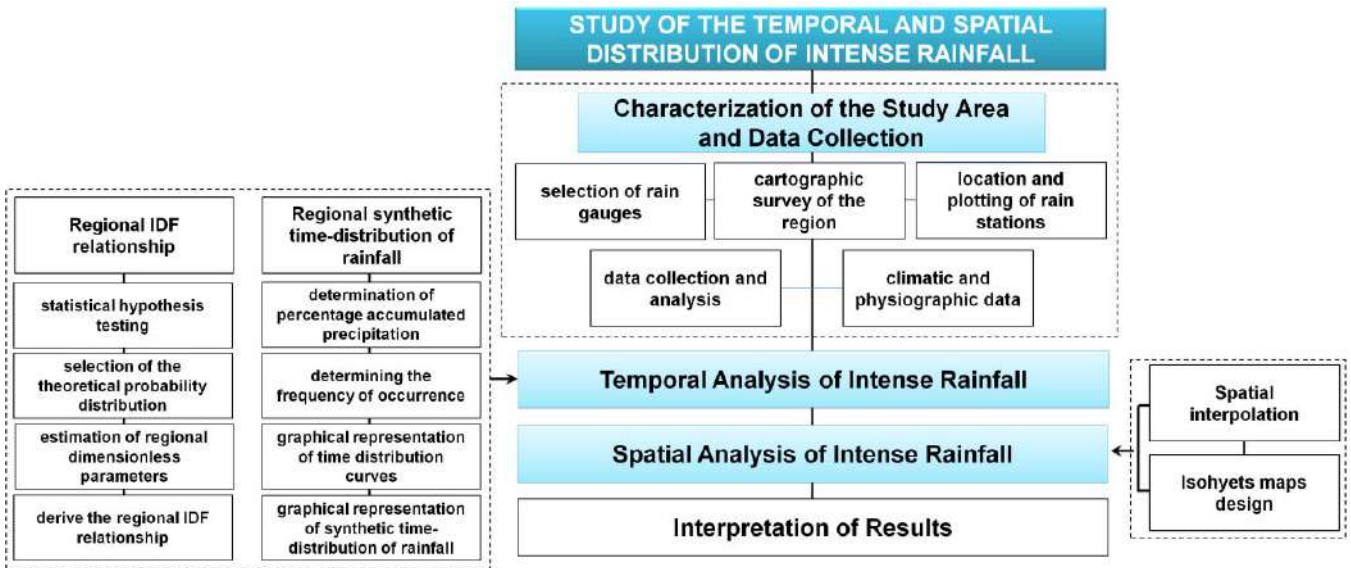 STUDY OF THE TEMPORAL AND SPATIAL
DISTRIBUTION OF INTENSE RAINFALL
Characterization of the Study Area
and Data Collection
selection of rain
gauges
cartographic
survey of the
region
location and
plotting of rain
stations
data collection and
analysis
climatic and
physiographic data
Regional IDF
relationship
statistical hypothesis
testing
selection of the
theoretical probability
distribution
estimation of regional
dimensionless
parameters
derive the regional IDF
relationship
Regional synthetic
time-distribution of
rainfall
determination of
percentage accumulated
precipitation
determining the
frequency of occurrence
graphical representation
of time distribution
curves
graphical representation
of synthetic time-
distribution of rainfall
Temporal Analysis of Intense Rainfall
Spatial Analysis of Intense Rainfall
Interpretation of Results
Spatial
interpolation
Isohyets maps
design